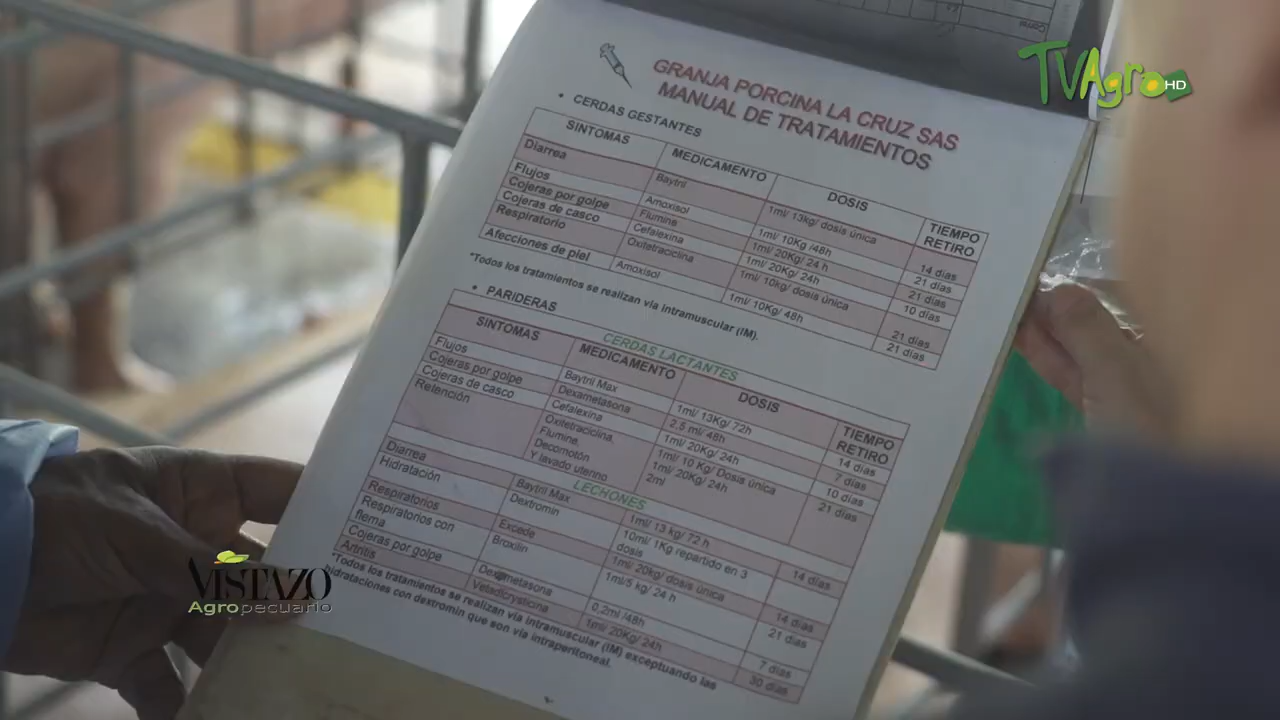 TVAgro HD
GRANJA PORCINA LA CRUZ SAS
MANUAL DE TRATAMIENTOS
• CERDAS GESTANTES
SINTOMAS MEDICAMENTO DOSIS TIEMPO RETIRO
Diarrea Baytril 1ml/ 13kg/ dosis única 14 días
Flujos Amoxisol 1ml/ 10Kg /48h 21 días
Cojeras por golpe Flumine 1ml/ 20Kg/ 24 h 21 días
Cojeras de casco Cefalexina 1ml/ 20Kg/ 24h 10 días
Respiratorio Oxitetraciclina 1ml/ 10kg/ dosis única 21 días
Afecciones de piel Amoxisol 1ml/ 10Kg/ 48h 21 días
*Todos los tratamientos se realizan vía intramuscular (IM).
• PARIDERAS
CERDAS LACTANTES
SINTOMAS MEDICAMENTO DOSIS TIEMPO RETIRO
Flujos Baytril Max 1ml/ 13Kg/ 72h 14 días
Cojeras por golpe Dexametasona 2,5 ml/ 48h 7 días
Cojeras de casco Cefalexina 1ml/ 20Kg/ 24h 10 días
Retención Oxitetraciclina, 1ml/ 10 Kg/ Dosis única 21 días
Flumine, 1ml/ 20Kg/ 24h
Decomotón 2ml
Y lavado uterino
LECHONES
Diarrea Baytril Max 1ml/ 13 kg/ 72 h 14 días
Hidratación Dextromin 10ml/ 1Kg repartido en 3 dosis
Respiratorios Excede 1ml/ 20kg/ dosis única 14 días
Respiratorios con flema Broxilin 1ml/5 kg/ 24 h 21 días
Cojeras por golpe Dexametasona 0,2ml /48h 7 días
Artritis 1ml/ 20Kg/ 24h 30 días
*Todos los tratamientos se realizan vía intramuscular (IM) exceptuando las
hidrataciones con dextromin que son vía intraperitoneal.
VISTAZO
Agropecuario